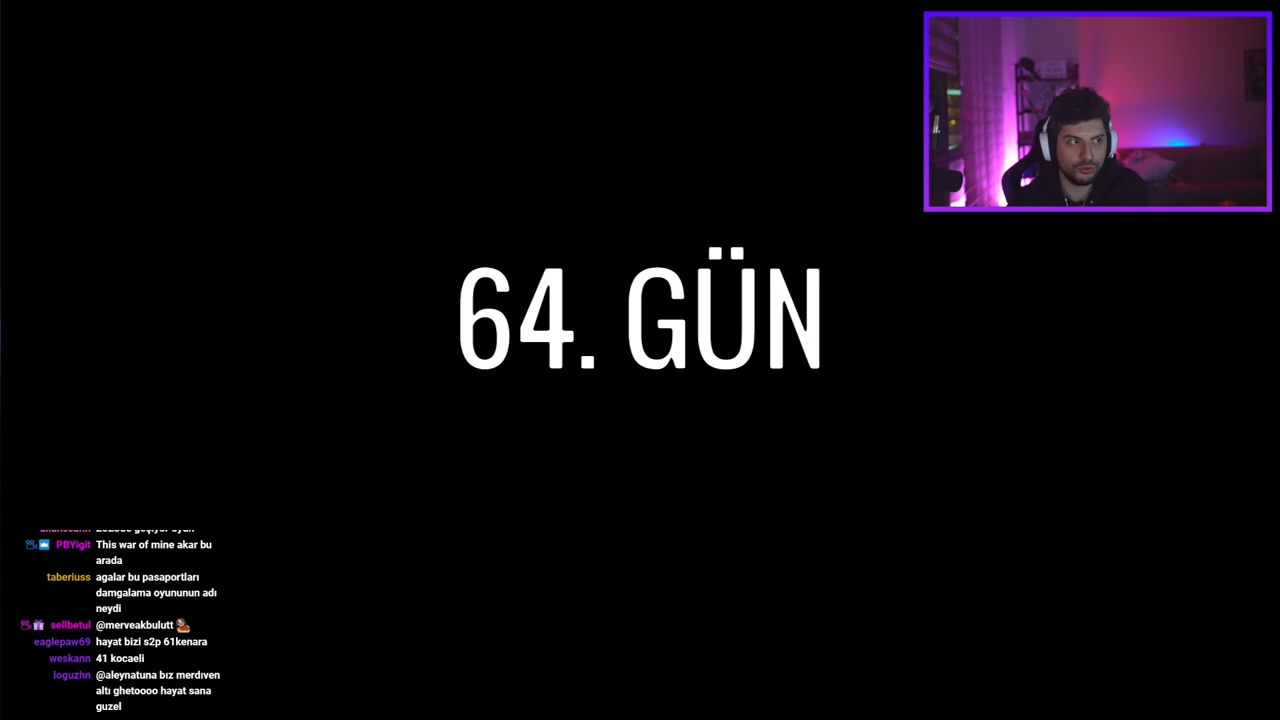 64. GÜN
PBYigit This war of mine akar bu
arada
taberiuss agalar bu pasaportları
damgalama oyununun adı
neydi
sellbetul @merveakbulutt
eaglepaw69 hayat bizi s2p 61kenara
weskann 41 kocaeli
loguzhn @aleynatuna bız merdıven
altı ghetoooo hayat sana
guzel